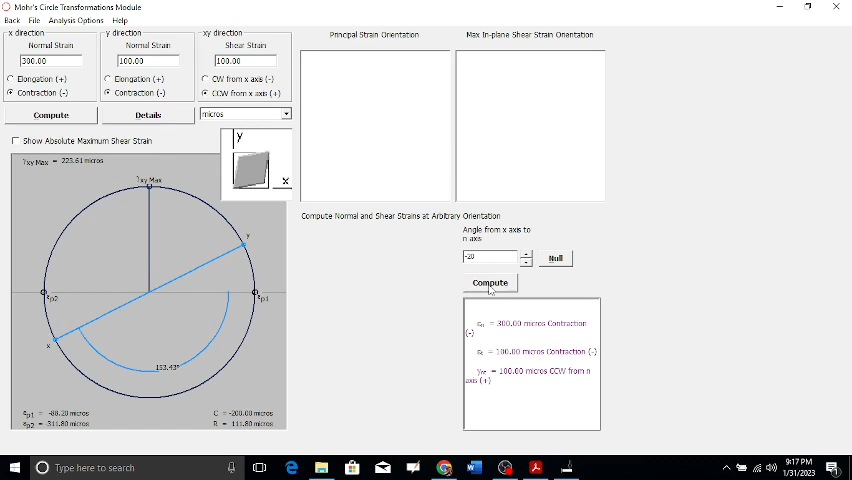 Mohr's Circle Transformations Module
Back File Analysis Options Help
x direction
Normal Strain
300.00
Elongation (+)
Contraction (-)
y direction
Normal Strain
100.00
Elongation (+)
Contraction (-)
xy direction
Shear Strain
100.00
CW from x axis (-)
CCW from x axis (+)
Compute
Details
micros
Show Absolute Maximum Shear Strain
γxy Max = 223.61 micros
y
x
γxy Max
y
εp2
εp1
x
153.43°
εp1 = -88.20 micros
εp2 = -311.80 micros
C = -200.00 micros
R = 111.80 micros
Principal Strain Orientation
Max In-plane Shear Strain Orientation
Compute Normal and Shear Strains at Arbitrary Orientation
Angle from x axis to
n axis
-20
Null
Compute
εn = 300.00 micros Contraction
(-)
εt = 100.00 micros Contraction (-)
γnt = 100.00 micros CCW from n
axis (+)
Type here to search
9:17 PM
1/31/2023